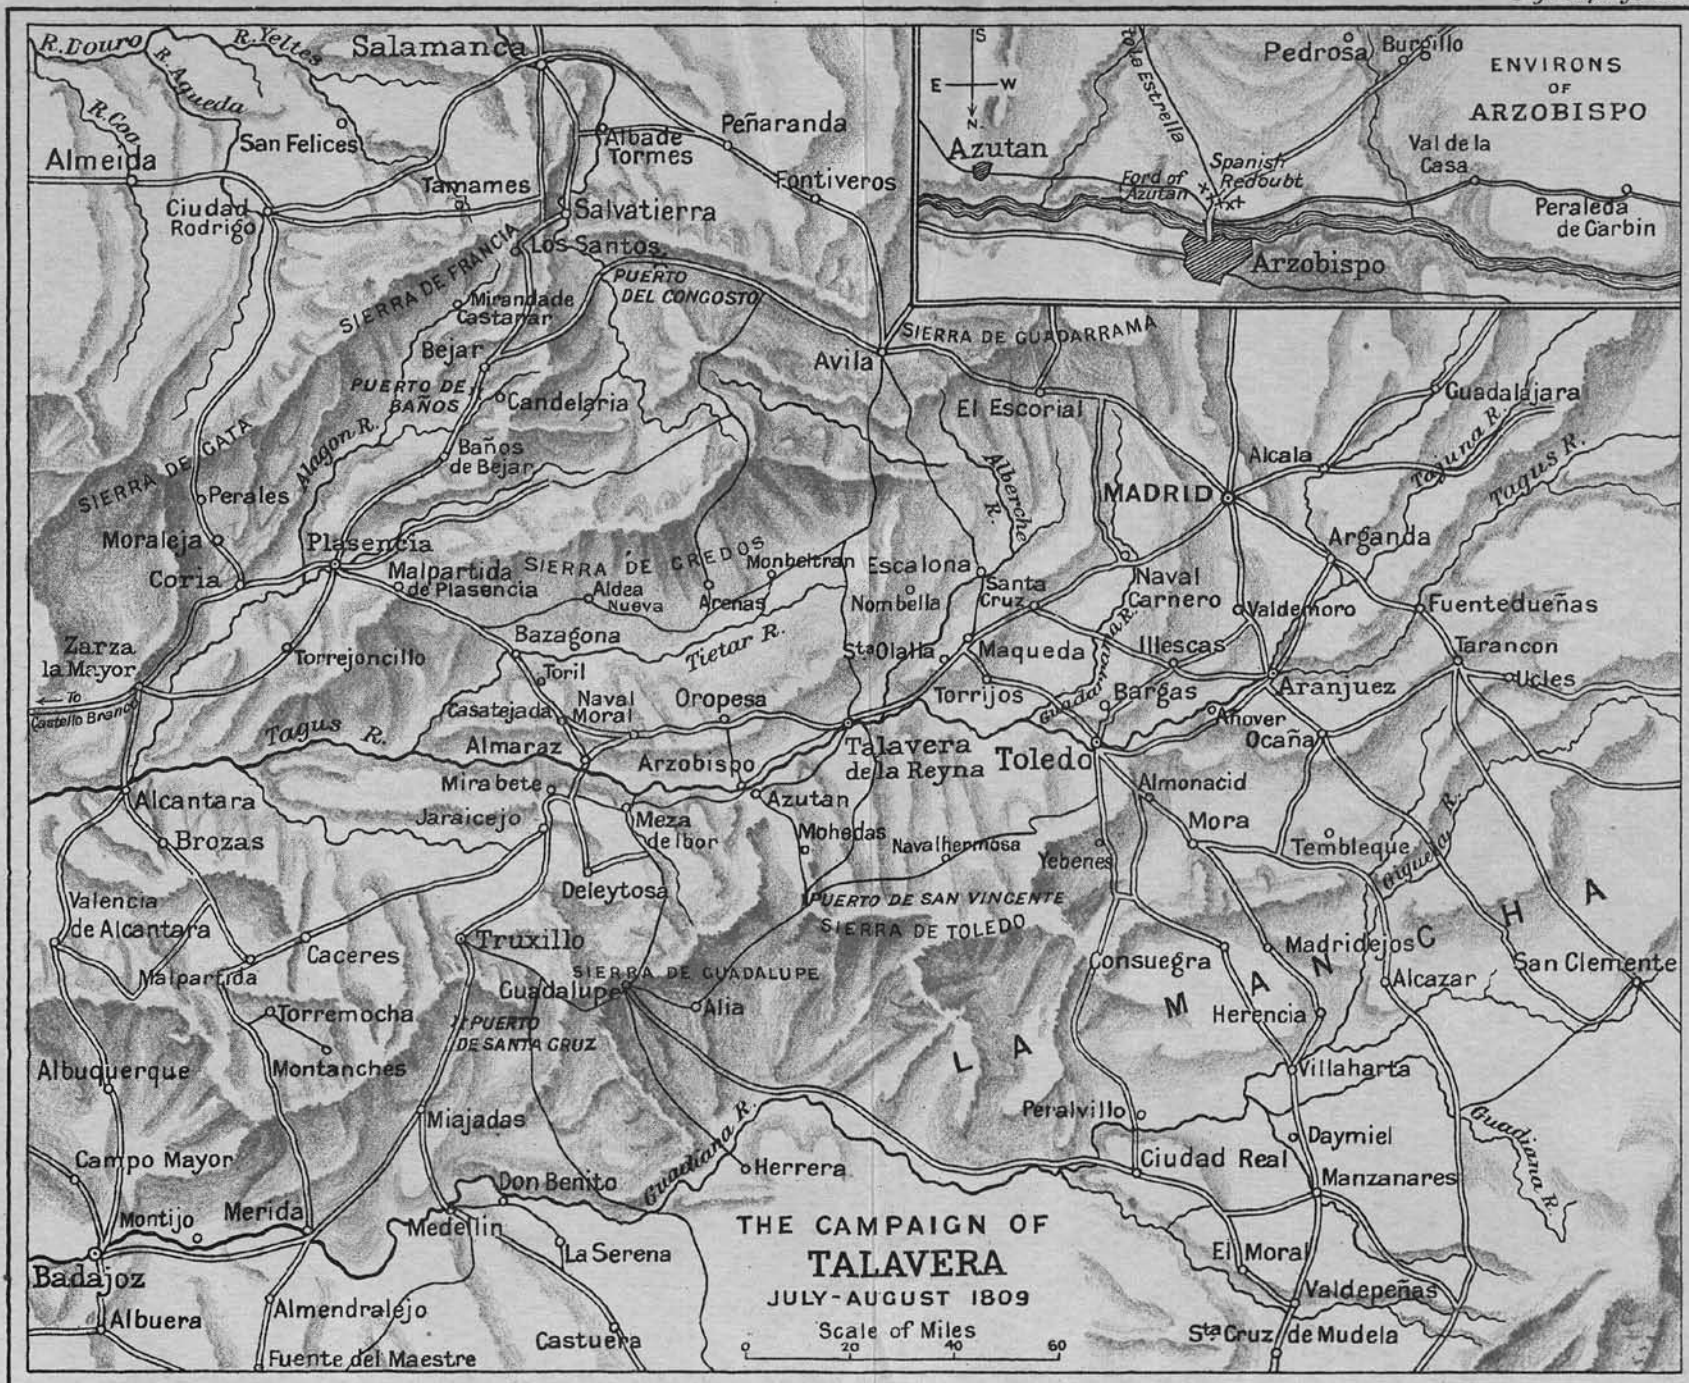 R. Douro
R. Yeltes
Salamanca
R. Agueda
R. Coa
San Felices
Almeida
Albade
Tormes
Peñaranda
Tamames
Fontiveros
Ciudad
Rodrigo
Salvatierra
Los Santos
SIERRA DE FRANCIA
PUERTO
DEL CONGOSTO
Mirandade
Castanar
Bejar
Avila
SIERRA DE GUADARRAMA
PUERTO DE
BAÑOS
Candelaria
El Escorial
Guadalajara
Alagon R.
SIERRA DE GATA
Baños
de Bejar
Alberche
R.
Alcala
Tajuna R.
Tagus R.
Perales
MADRID
Moraleja
Plasencia
Arganda
Coria
Malpartida
de Plasencia
SIERRA DE GREDOS
Monbeltran
Escalona
Aldea
Nueva
Arenas
Nombella
Santa
Cruz
Naval
Carnero
Valdemoro
Fuentedueñas
Zarza
la Mayor
Torrejoncillo
Bazagona
Tietar R.
Sta Olalla
Maqueda
Guadarrama R.
Illescas
Tarancon
Toril
To
Castello Branco
Casatejada
Naval
Moral
Oropesa
Torrijos
Guadarrama
Bargas
Aranjuez
Ucles
Tagus R.
Añover
Ocaña
Almaraz
Arzobispo
Talavera
de la Reyna
Toledo
Mirabete
Azutan
Almonacid
Alcantara
Jaraicejo
Meza
de Ibor
Mohedas
Navalhermosa
Yebenes
Mora
Tembleque
Giguela R.
Brozas
Deleytosa
PUERTO DE SAN VINCENTE
SIERRA DE TOLEDO
Valencia
de Alcantara
Caceres
Truxillo
Malpartida
SIERRA DE GUADALUPE
Guadalupe
Alia
Consuegra
Madridejos
Alcazar
San Clemente
LA MANCHA
Torremocha
PUERTO
DE SANTA CRUZ
Herencia
Montanches
Albuquerque
Villaharta
Miajadas
Peralvillo
Guadiana R.
Daymiel
Campo Mayor
Guadiana R.
Herrera
Ciudad Real
Don Benito
Manzanares
Montijo
Merida
Medellin
La Serena
El Moral
Badajoz
Valdepeñas
Albuera
Almendralejo
Castuera
Sta Cruz de Mudela
Fuente del Maestre
THE CAMPAIGN OF
TALAVERA
JULY-AUGUST 1809
Scale of Miles
0 20 40 60
ENVIRONS
OF
ARZOBISPO
S
E W
N.
to la Estrella
Pedrosa
Burgillo
Azutan
Val de la
Casa
Ford of
Azutan
Spanish
Redoubt
Peraleda
de Garbin
Arzobispo